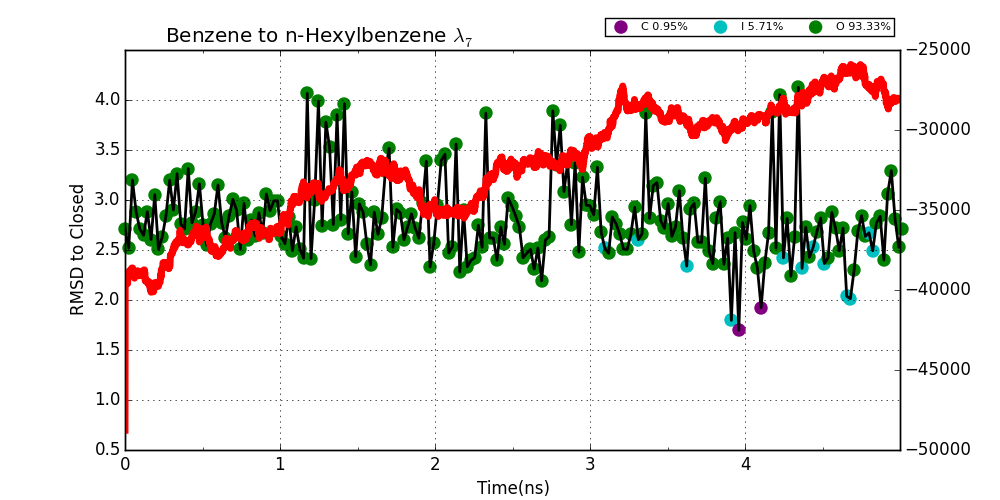 Benzene to n-Hexylbenzene λ₇
C 0.95% I 5.71% O 93.33%
RMSD to Closed
4.0
3.5
3.0
2.5
2.0
1.5
1.0
0.5
−25000
−30000
−35000
−40000
−45000
−50000
0 1 2 3 4
Time(ns)